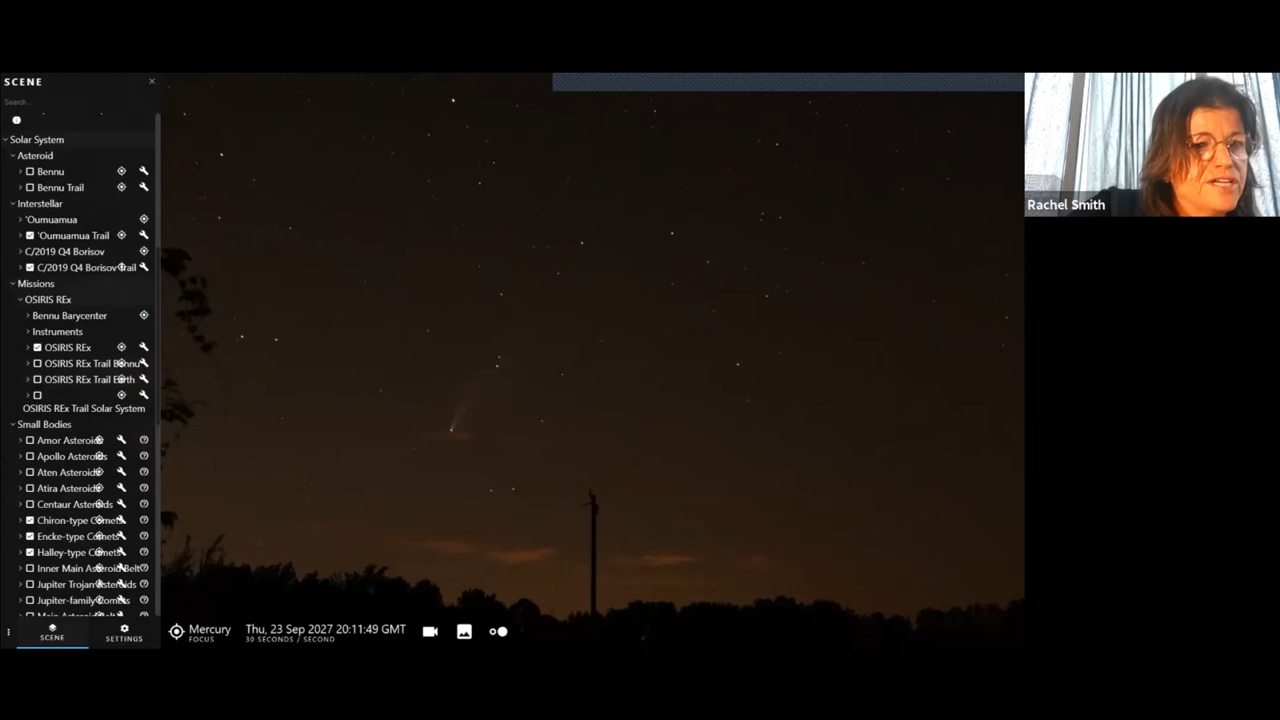 SCENE
Search...
Solar System
Asteroid
Bennu
Bennu Trail
Interstellar
'Oumuamua
'Oumuamua Trail
C/2019 Q4 Borisov
C/2019 Q4 Borisov Trail
Missions
OSIRIS REx
Bennu Barycenter
Instruments
OSIRIS REx
OSIRIS REx Trail Bennu
OSIRIS REx Trail Earth
OSIRIS REx Trail Solar System
Small Bodies
Amor Asteroids
Apollo Asteroids
Aten Asteroids
Atira Asteroids
Centaur Asteroids
Chiron-type Comets
Encke-type Comets
Halley-type Comets
Inner Main Asteroid Belt
Jupiter Trojan Asteroids
Jupiter-family Comets
SCENE
SETTINGS
Mercury
FOCUS
Thu, 23 Sep 2027 20:11:49 GMT
30 SECONDS / SECOND
Rachel Smith